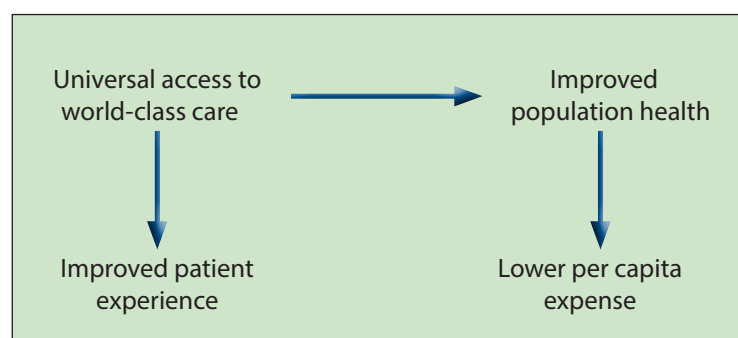 Universal access to
world-class care
Improved
population health
Improved patient
experience
Lower per capita
expense